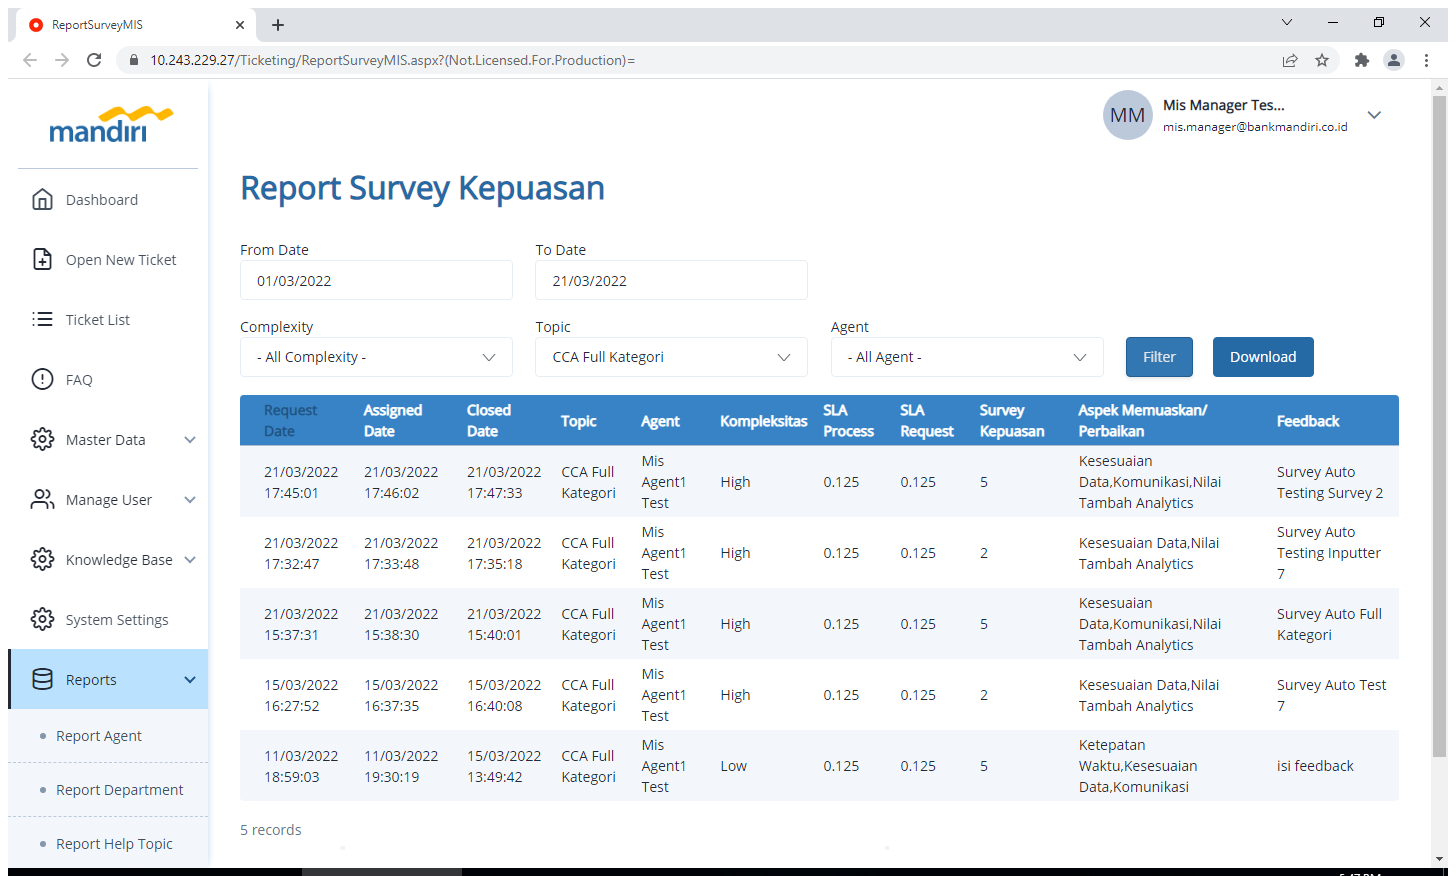 ReportSurveyMIS
10.243.229.27/Ticketing/ReportSurveyMIS.aspx?(Not.Licensed.For.Production)=
mandiri
MM
Mis Manager Tes...
mis.manager@bankmandiri.co.id
Dashboard
Open New Ticket
Ticket List
FAQ
Master Data
Manage User
Knowledge Base
System Settings
Reports
Report Agent
Report Department
Report Help Topic
Report Survey Kepuasan
From Date To Date
01/03/2022 21/03/2022
Complexity Topic Agent
- All Complexity - CCA Full Kategori - All Agent - Filter Download
Request Assigned Closed SLA SLA Survey Aspek Memuaskan/
Topic Agent Kompleksitas Feedback
Date Date Date Process Request Kepuasan Perbaikan
Mis Kesesuaian
21/03/2022 21/03/2022 21/03/2022 CCA Full Survey Auto
Agent1 High 0.125 0.125 5 Data,Komunikasi,Nilai
17:45:01 17:46:02 17:47:33 Kategori Testing Survey 2
Test Tambah Analytics
Mis Survey Auto
21/03/2022 21/03/2022 21/03/2022 CCA Full Kesesuaian Data,Nilai
Agent1 High 0.125 0.125 2 Testing Inputter
17:32:47 17:33:48 17:35:18 Kategori Tambah Analytics
Test 7
Mis Kesesuaian
21/03/2022 21/03/2022 21/03/2022 CCA Full Survey Auto Full
Agent1 High 0.125 0.125 5 Data,Komunikasi,Nilai
15:37:31 15:38:30 15:40:01 Kategori Kategori
Test Tambah Analytics
Mis
15/03/2022 15/03/2022 15/03/2022 CCA Full Kesesuaian Data,Nilai Survey Auto Test
Agent1 High 0.125 0.125 2
16:27:52 16:37:35 16:40:08 Kategori Tambah Analytics 7
Test
Mis Ketepatan
11/03/2022 11/03/2022 15/03/2022 CCA Full
Agent1 Low 0.125 0.125 5 Waktu,Kesesuaian isi feedback
18:59:03 19:30:19 13:49:42 Kategori
Test Data,Komunikasi
5 records